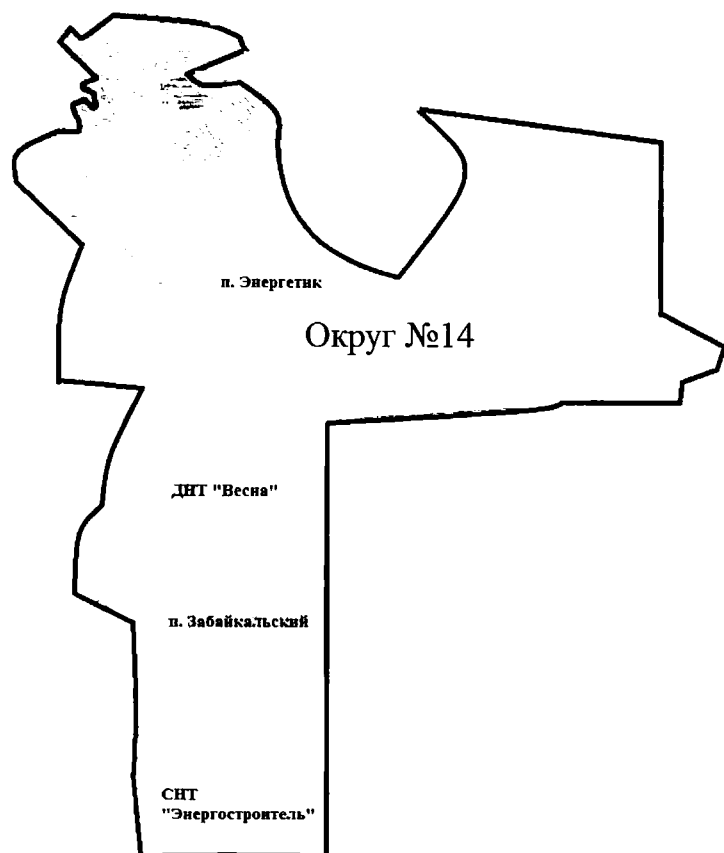 п. Энергетик
Округ №14
ДНТ "Весна"
п. Забайкальский
СНТ
"Энергостроитель"